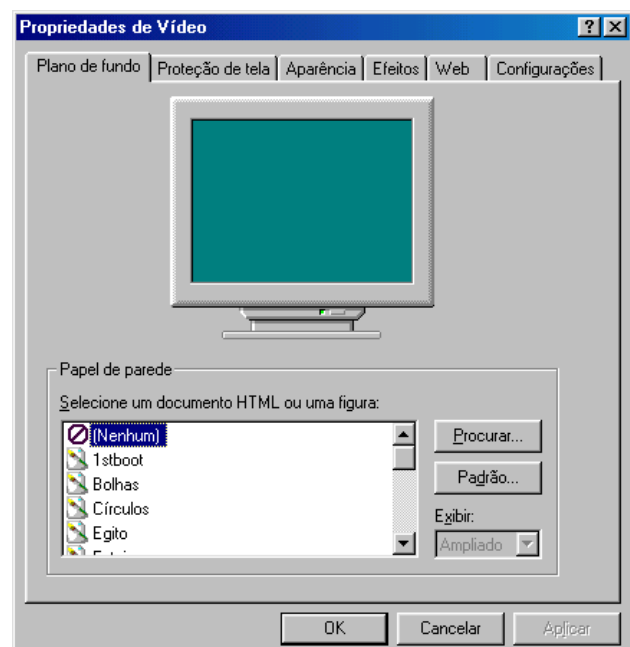 Propriedades de Vídeo
Plano de fundo Proteção de tela Aparência Efeitos Web Configurações
Papel de parede
Selecione um documento HTML ou uma figura:
(Nenhum)
1stboot
Bolhas
Círculos
Egito
Procurar...
Padrão...
Exibir:
Ampliado
OK Cancelar Aplicar